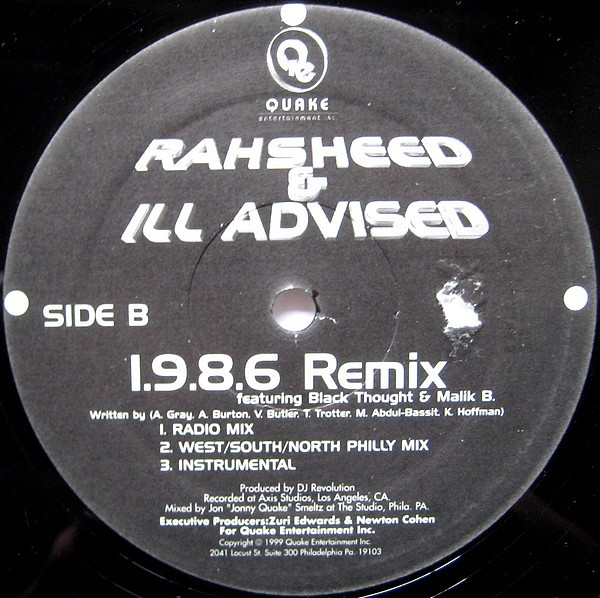 Qe
QUAKE
Entertainment Inc.
RAHSHEED
&
ILL ADVISED
SIDE B
1.9.8.6 Remix
featuring Black Thought & Malik B.
Written by (A. Gray, A. Burton, V. Butler, T. Trotter, M. Abdul-Bassit, K. Hoffman)
1. RADIO MIX
2. WEST/SOUTH/NORTH PHILLY MIX
3. INSTRUMENTAL
Produced by DJ Revolution
Recorded at Axis Studios, Los Angeles, CA.
Mixed by Jon "Jonny Quake" Smeltz at The Studio, Phila. PA.
Executive Producers:Zuri Edwards & Newton Cohen
For Quake Entertainment Inc.
Copyright © 1999 Quake Entertainment Inc.
2041 Locust St. Suite 300 Philadelphia Pa. 19103